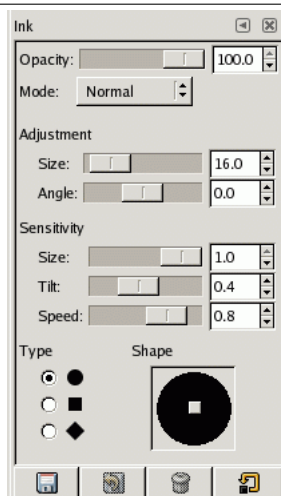 Ink
Opacity: 100.0
Mode: Normal
Adjustment
Size: 16.0
Angle: 0.0
Sensitivity
Size: 1.0
Tilt: 0.4
Speed: 0.8
Type Shape